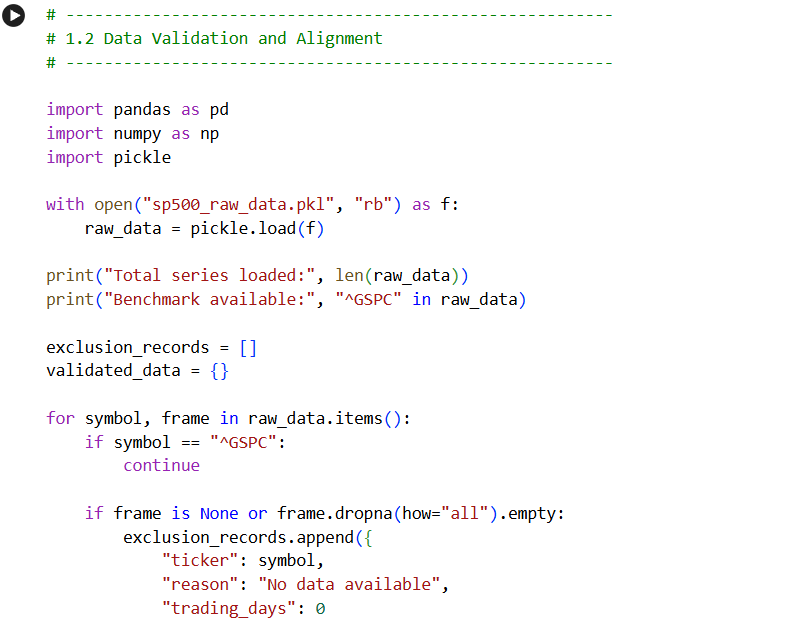 # ---------------------------------------------------------
# 1.2 Data Validation and Alignment
# ---------------------------------------------------------
import pandas as pd
import numpy as np
import pickle
with open("sp500_raw_data.pkl", "rb") as f:
    raw_data = pickle.load(f)
print("Total series loaded:", len(raw_data))
print("Benchmark available:", "^GSPC" in raw_data)
exclusion_records = []
validated_data = {}
for symbol, frame in raw_data.items():
    if symbol == "^GSPC":
        continue
    if frame is None or frame.dropna(how="all").empty:
        exclusion_records.append({
            "ticker": symbol,
            "reason": "No data available",
            "trading_days": 0